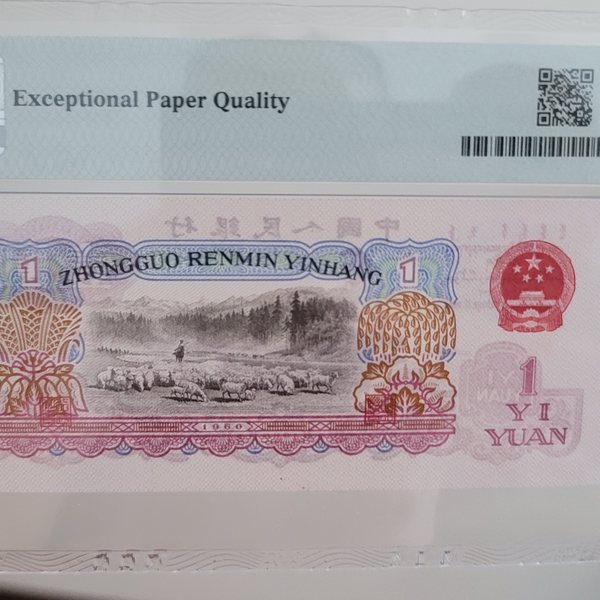 Exceptional Paper Quality
中國人民銀行
ZHONGGUO RENMIN YINHANG
1
1
1960
1
YI
YUAN